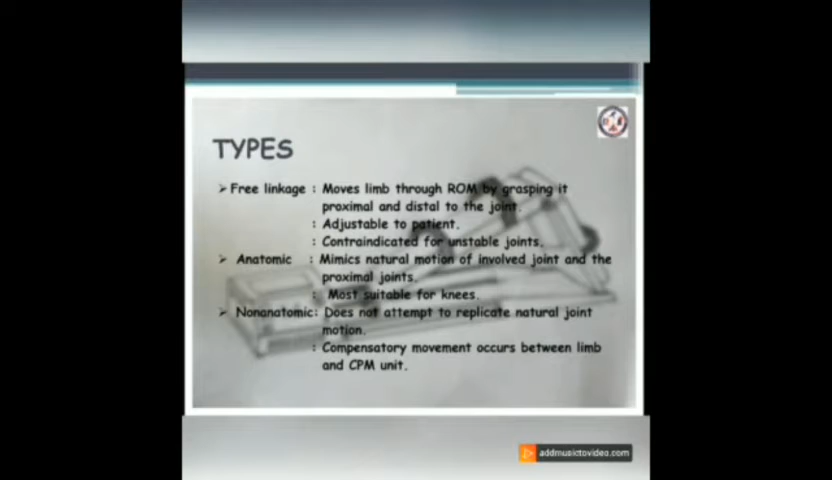 TYPES
➢ Free linkage : Moves limb through ROM by grasping it
proximal and distal to the joint.
: Adjustable to patient.
: Contraindicated for unstable joints.
➢ Anatomic : Mimics natural motion of involved joint and the
proximal joints.
: Most suitable for knees.
➢ Nonanatomic: Does not attempt to replicate natural joint
motion.
: Compensatory movement occurs between limb
and CPM unit.
addmusictovideo.com